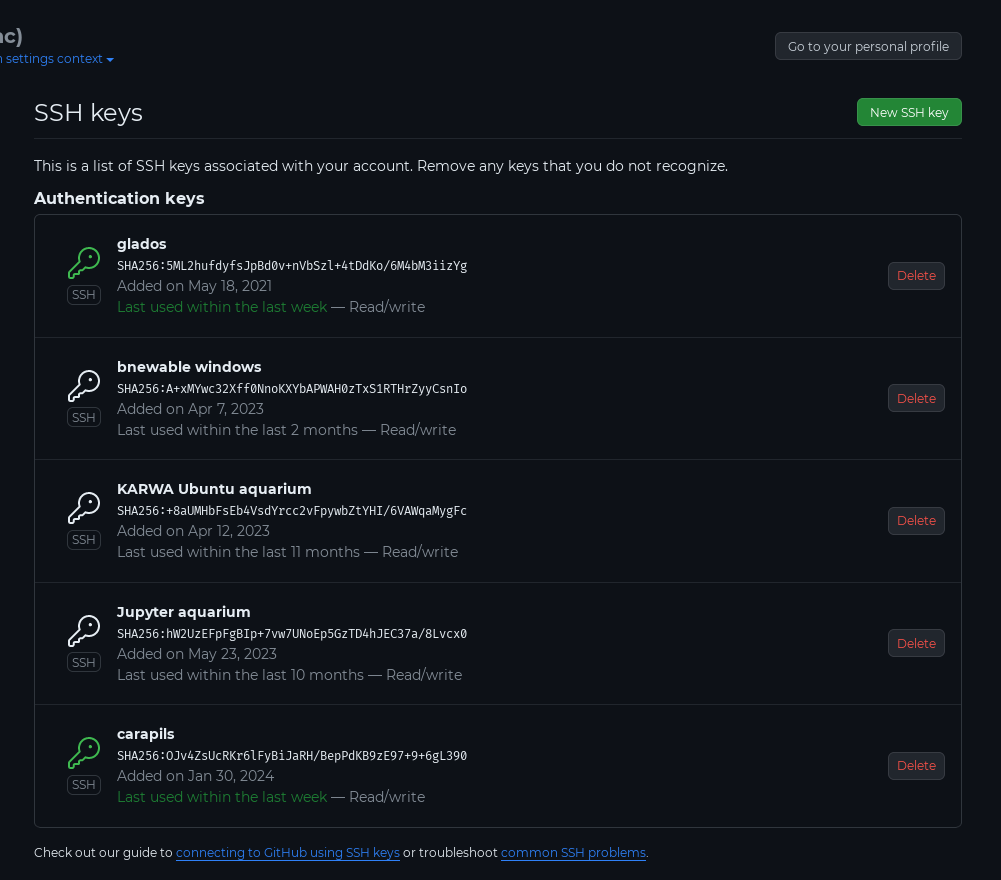 ac)
settings context
Go to your personal profile
SSH keys
New SSH key
This is a list of SSH keys associated with your account. Remove any keys that you do not recognize.
Authentication keys
glados
SHA256:5ML2hufdyfsJpBd0v+nVbSzl+4tDdKo/6M4bM3iizYg
SSH
Added on May 18, 2021
Last used within the last week — Read/write
Delete
bnewable windows
SHA256:A+xMYwc32Xff0NnoKXYbAPWAH0zTxS1RTHrZyyCsnIo
SSH
Added on Apr 7, 2023
Last used within the last 2 months — Read/write
Delete
KARWA Ubuntu aquarium
SHA256:+8aUMHbFsEb4VsdYrcc2vFpywbZtYHI/6VAWqaMygFc
SSH
Added on Apr 12, 2023
Last used within the last 11 months — Read/write
Delete
Jupyter aquarium
SHA256:hW2UzEFpFgBIp+7vw7UNoEp5GzTD4hJEC37a/8Lvcx0
SSH
Added on May 23, 2023
Last used within the last 10 months — Read/write
Delete
carapils
SHA256:OJv4ZsUcRKr6lFyBiJaRH/BepPdKB9zE97+9+6gL390
SSH
Added on Jan 30, 2024
Last used within the last week — Read/write
Delete
Check out our guide to connecting to GitHub using SSH keys or troubleshoot common SSH problems.